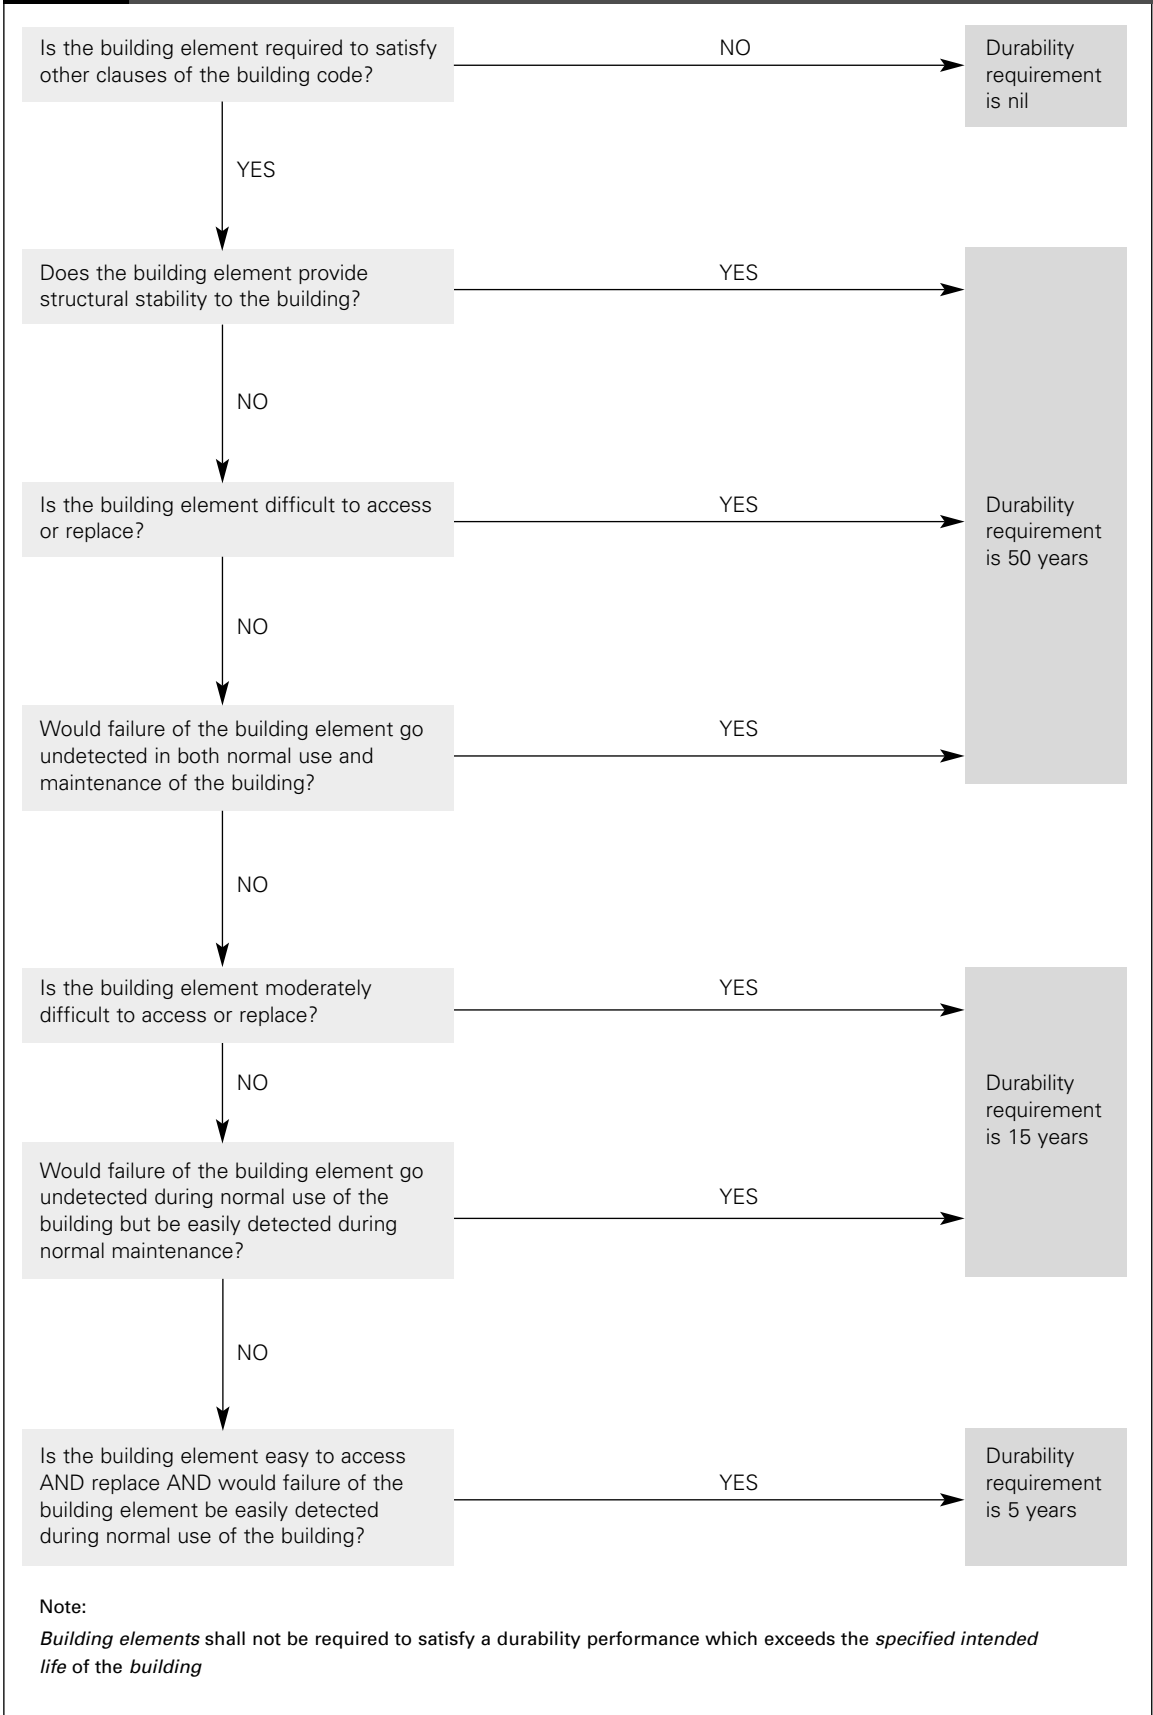 Is the building element required to satisfy
other clauses of the building code?
NO
Durability
requirement
is nil
YES
Does the building element provide
structural stability to the building?
YES
NO
Is the building element difficult to access
or replace?
YES
Durability
requirement
is 50 years
NO
Would failure of the building element go
undetected in both normal use and
maintenance of the building?
YES
NO
Is the building element moderately
difficult to access or replace?
YES
NO
Durability
requirement
is 15 years
Would failure of the building element go
undetected during normal use of the
building but be easily detected during
normal maintenance?
YES
NO
Is the building element easy to access
AND replace AND would failure of the
building element be easily detected
during normal use of the building?
YES
Durability
requirement
is 5 years
Note:
Building elements shall not be required to satisfy a durability performance which exceeds the specified intended
life of the building